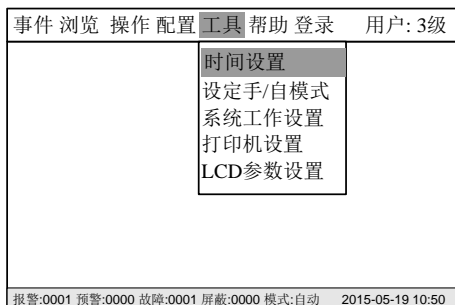 事件 浏览 操作 配置 工具 帮助 登录 用户: 3级
时间设置
设定手/自模式
系统工作设置
打印机设置
LCD参数设置
报警:0001 预警:0000 故障:0001 屏蔽:0000 模式:自动 2015-05-19 10:50